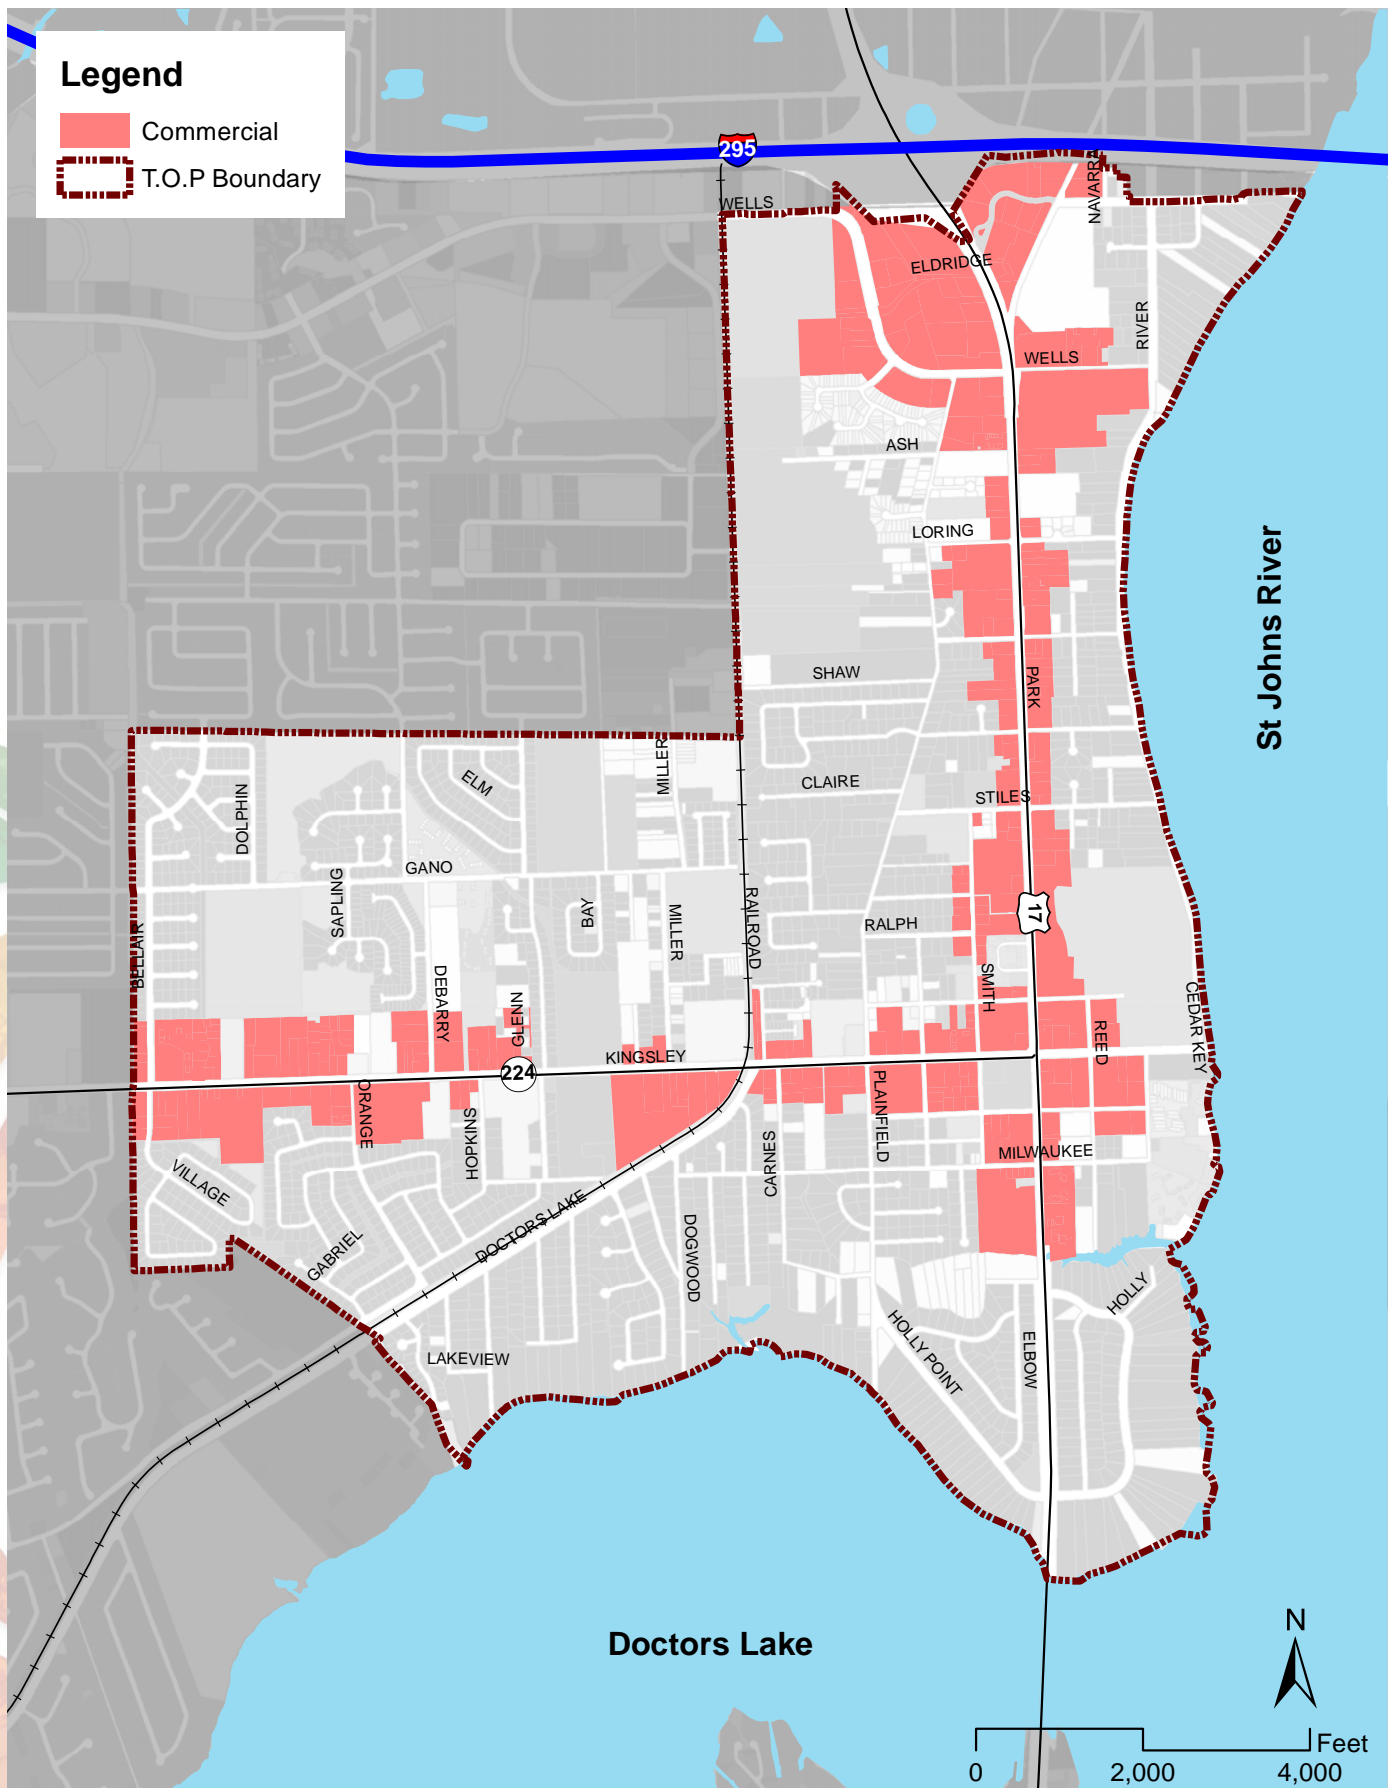 Legend
Commercial
T.O.P Boundary
295
WELLS
NAVARRA
ELDRIDGE
RIVER
WELLS
ASH
LORING
St Johns River
SHAW
PARK
MILLER
ELM
CLAIRE
STILES
DOLPHIN
GANO
SAPLING
BAY
MILLER
RAILROAD
RALPH
17
BELLAIR
DEBARRY
GLENN
SMITH
CEDAR KEY
REED
KINGSLEY
224
ORANGE
HOPKINS
PLAINFIELD
CARNES
MILWAUKEE
VILLAGE
DOCTORS LAKE
DOGWOOD
GABRIEL
HOLLY
HOLLY POINT
ELBOW
LAKEVIEW
Doctors Lake
N
Feet
0 2,000 4,000